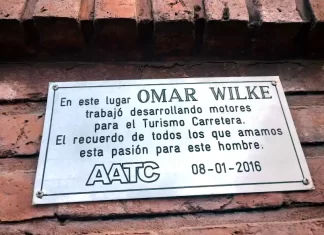 En este lugar OMAR WILKE
trabajó desarrollando motores
para el Turismo Carretera.
El recuerdo de todos los que amamos
esta pasión para este hombre.
AATC 08-01-2016